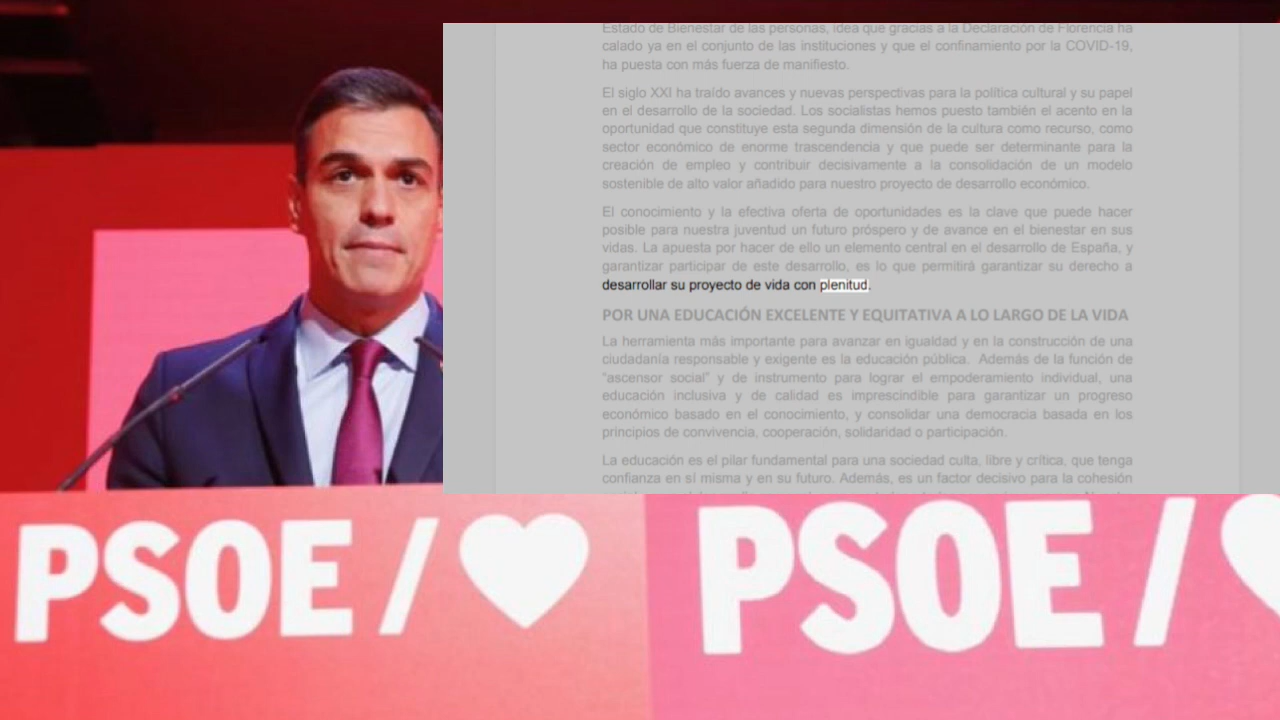 Estado de Bienestar de las personas, idea que gracias a la Declaración de Florencia ha
calado ya en el conjunto de las instituciones y que el confinamiento por la COVID-19,
ha puesta con más fuerza de manifiesto.
El siglo XXI ha traído avances y nuevas perspectivas para la política cultural y su papel
en el desarrollo de la sociedad. Los socialistas hemos puesto también el acento en la
oportunidad que constituye esta segunda dimensión de la cultura como recurso, como
sector económico de enorme trascendencia y que puede ser determinante para la
creación de empleo y contribuir decisivamente a la consolidación de un modelo
sostenible de alto valor añadido para nuestro proyecto de desarrollo económico.
El conocimiento y la efectiva oferta de oportunidades es la clave que puede hacer
posible para nuestra juventud un futuro próspero y de avance en el bienestar en sus
vidas. La apuesta por hacer de ello un elemento central en el desarrollo de España, y
garantizar participar de este desarrollo, es lo que permitirá garantizar su derecho a
desarrollar su proyecto de vida con plenitud.
POR UNA EDUCACIÓN EXCELENTE Y EQUITATIVA A LO LARGO DE LA VIDA
La herramienta más importante para avanzar en igualdad y en la construcción de una
ciudadanía responsable y exigente es la educación pública. Además de la función de
“ascensor social” y de instrumento para lograr el empoderamiento individual, una
educación inclusiva y de calidad es imprescindible para garantizar un progreso
económico basado en el conocimiento, y consolidar una democracia basada en los
principios de convivencia, cooperación, solidaridad o participación.
La educación es el pilar fundamental para una sociedad culta, libre y crítica, que tenga
confianza en sí misma y en su futuro. Además, es un factor decisivo para la cohesión
PSOE /
PSOE /